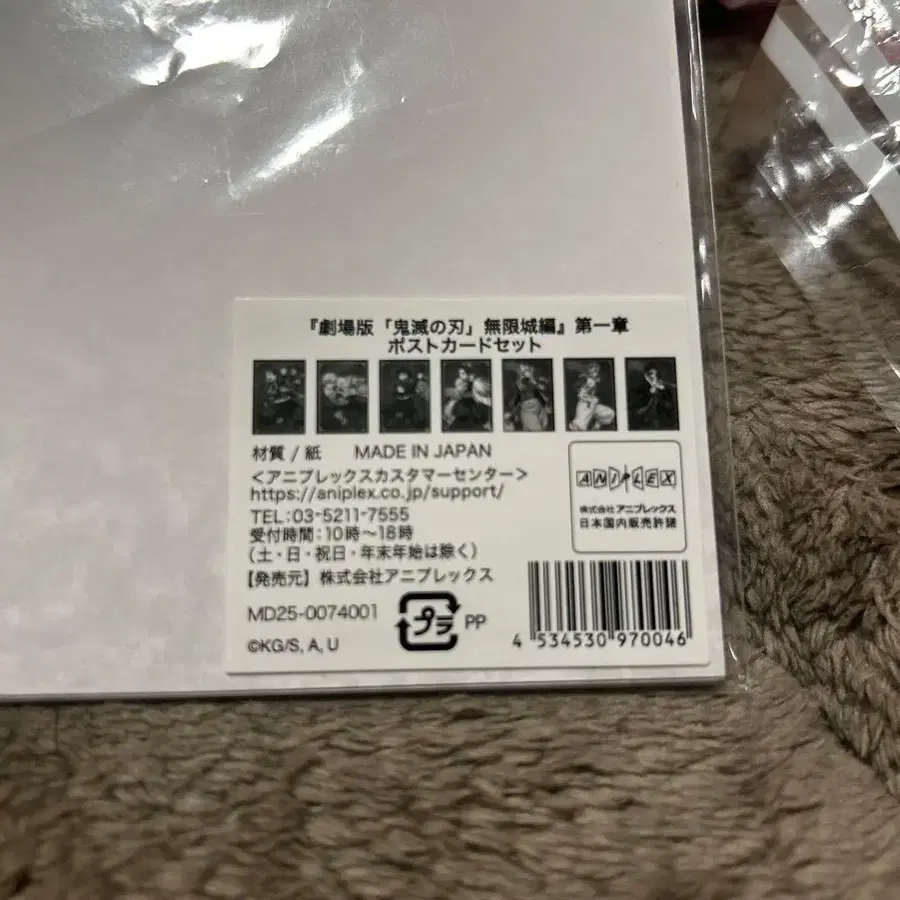 『劇場版「鬼滅の刃」無限城編』第一章
ポストカードセット
材質 / 紙 MADE IN JAPAN
<アニプレックスカスタマーセンター>
https://aniplex.co.jp/support/
TEL:03-5211-7555
受付時間:10時〜18時
(土・日・祝日・年末年始は除く)
【発売元】株式会社アニプレックス
MD25-0074001
プラ PP
©KG/S, A, U
ANIPLEX
株式会社 アニプレックス
日本国内販売許諾
4 534530 970046